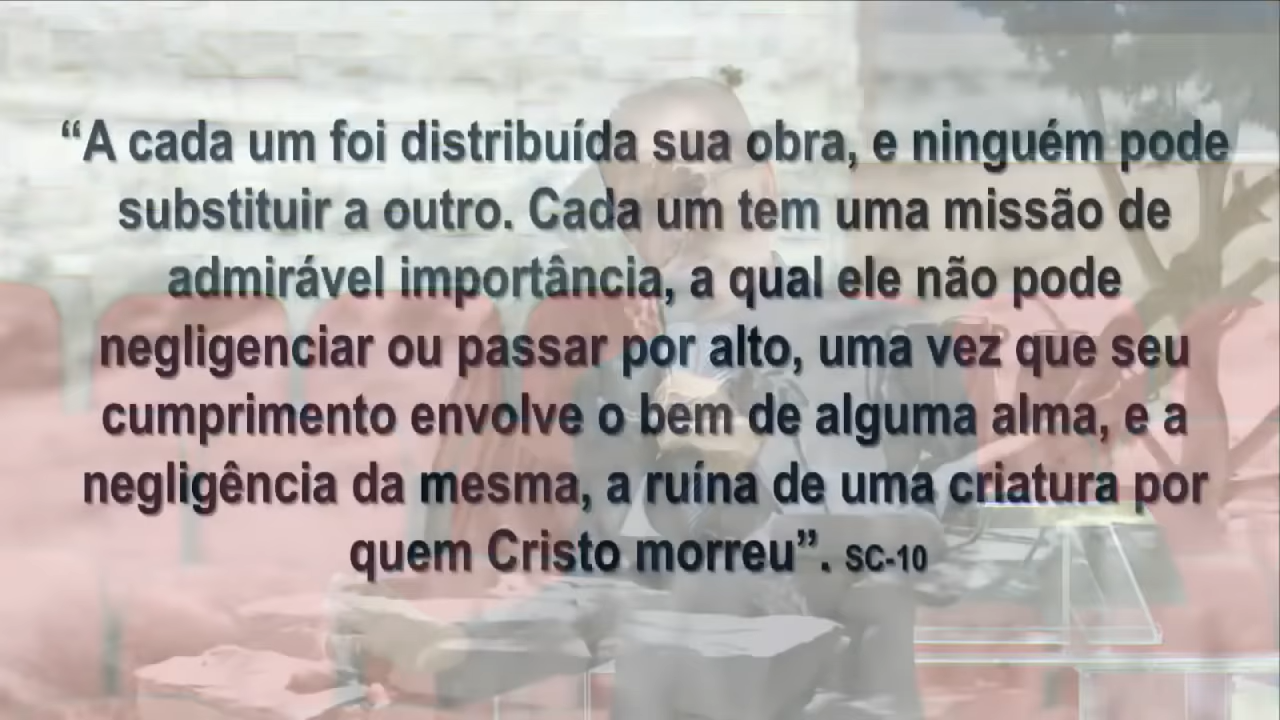 “A cada um foi distribuída sua obra, e ninguém pode
substituir a outro. Cada um tem uma missão de
admirável importância, a qual ele não pode
negligenciar ou passar por alto, uma vez que seu
cumprimento envolve o bem de alguma alma, e a
negligência da mesma, a ruína de uma criatura por
quem Cristo morreu”. SC-10